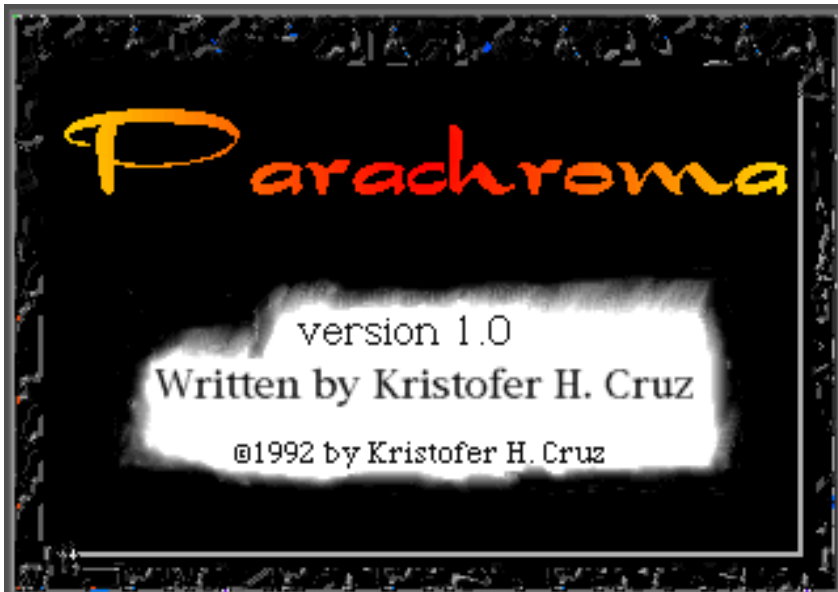 Parachroma
version 1.0
Written by Kristofer H. Cruz
©1992 by Kristofer H. Cruz